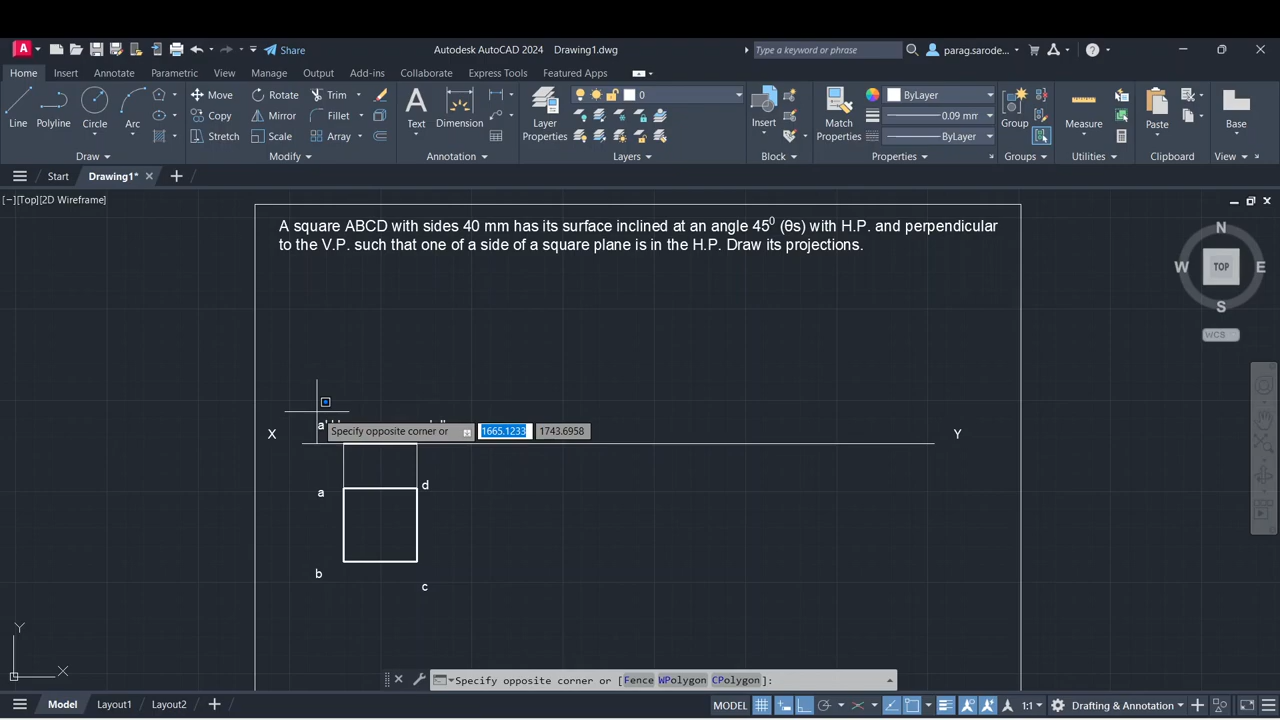 Share
Autodesk AutoCAD 2024 Drawing1.dwg
Type a keyword or phrase
parag.sarode...
Home Insert Annotate Parametric View Manage Output Add-ins Collaborate Express Tools Featured Apps
Line Polyline Circle Arc
Move Rotate Trim
Copy Mirror Fillet
Stretch Scale Array
Text Dimension
Layer Properties
0
Insert
Match Properties
ByLayer
0.09 mm
ByLayer
Group
Measure
Paste
Base
Draw Modify Annotation Layers Block Properties Groups Utilities Clipboard View
Start Drawing1*
[−][Top][2D Wireframe]
A square ABCD with sides 40 mm has its surface inclined at an angle 45⁰ (θs) with H.P. and perpendicular
to the V.P. such that one of a side of a square plane is in the H.P. Draw its projections.
N
W TOP E
S
WCS
Specify opposite corner or 1665.1233 1743.6958
X Y
a d
b
c
Y
X
Specify opposite corner or [Fence WPolygon CPolygon]:
Model Layout1 Layout2
MODEL 1:1 Drafting & Annotation